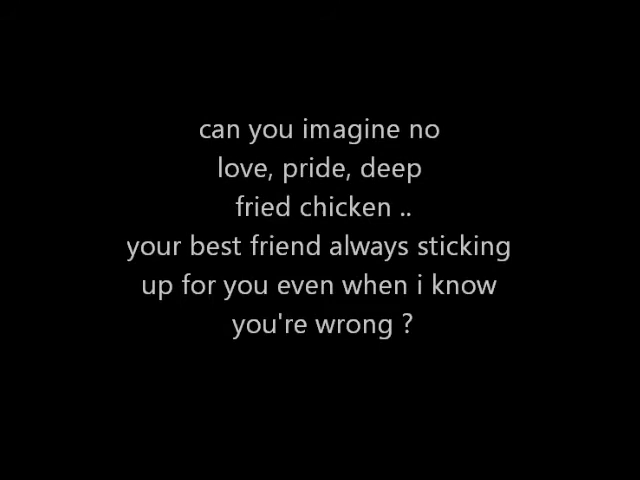 can you imagine no
love, pride, deep
fried chicken ..
your best friend always sticking
up for you even when i know
you're wrong ?